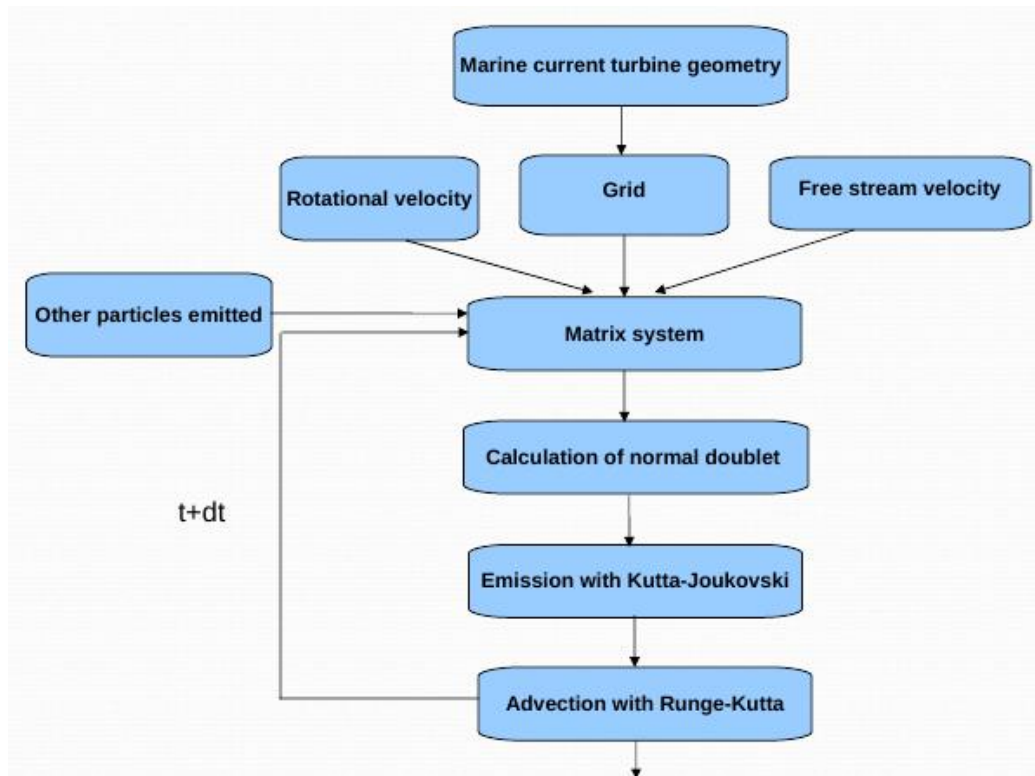 Marine current turbine geometry
Rotational velocity
Grid
Free stream velocity
Other particles emitted
Matrix system
Calculation of normal doublet
t+dt
Emission with Kutta-Joukovski
Advection with Runge-Kutta